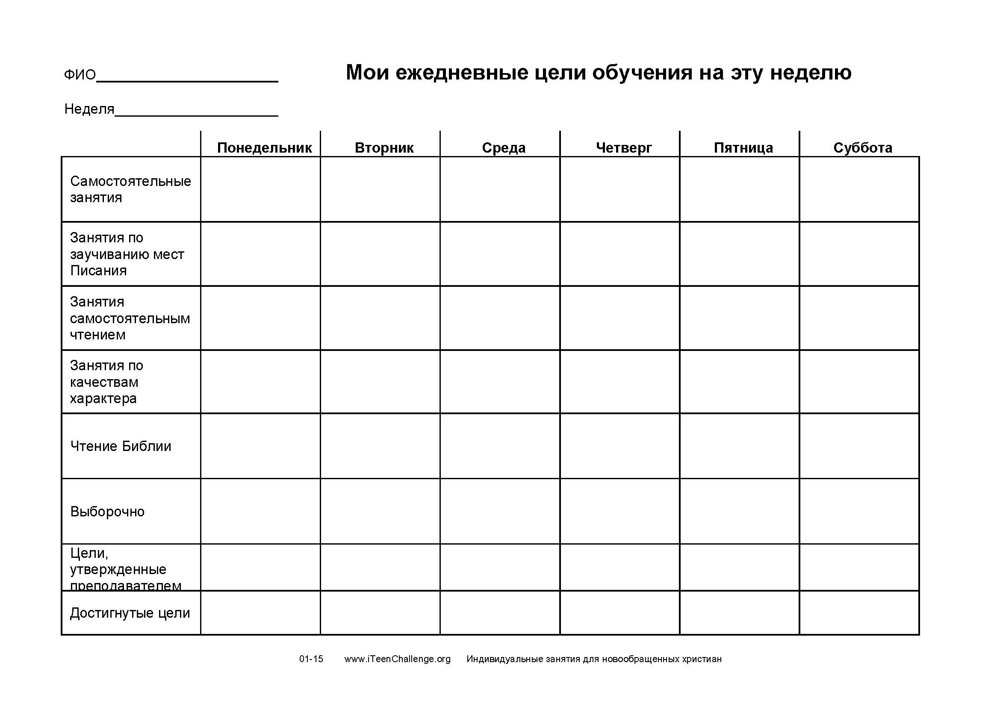 ФИО
Мои ежедневные цели обучения на эту неделю
Неделя
Понедельник Вторник Среда Четверг Пятница Суббота
Самостоятельные
занятия
Занятия по
заучиванию мест
Писания
Занятия
самостоятельным
чтением
Занятия по
качествам
характера
Чтение Библии
Выборочно
Цели,
утвержденные
преподавателем
Достигнутые цели
01-15 www.iTeenChallenge.org Индивидуальные занятия для новообращенных христиан